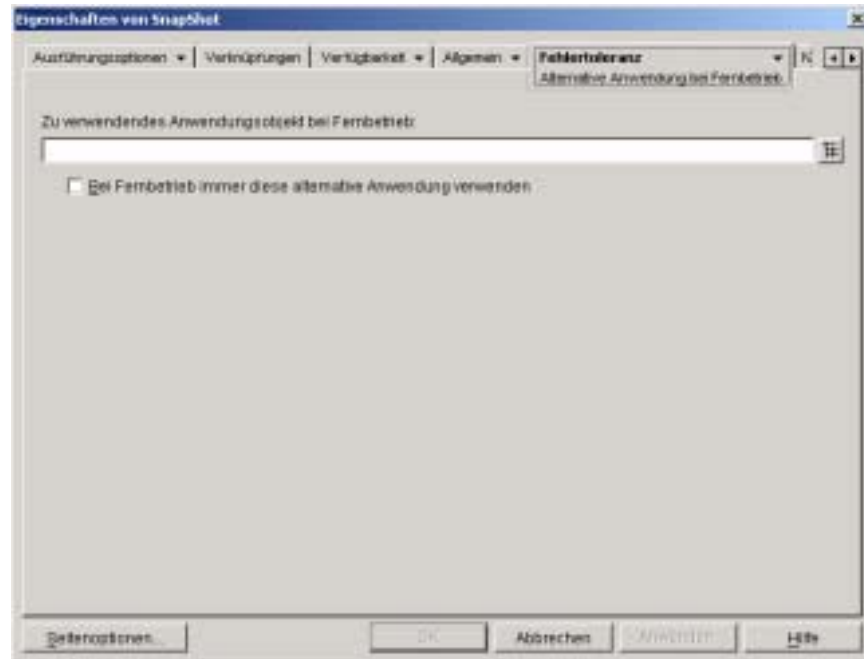 Eigenschaften von SnapShot
Ausführungsoptionen Verknüpfungen Verfügbarkeit Allgemein Fehlertoleranz
Alternative Anwendung bei Fernbetrieb
Zu verwendendes Anwendungsobjekt bei Fernbetrieb:
Bei Fernbetrieb immer diese alternative Anwendung verwenden
Seitenoptionen... OK Abbrechen Anwenden Hilfe